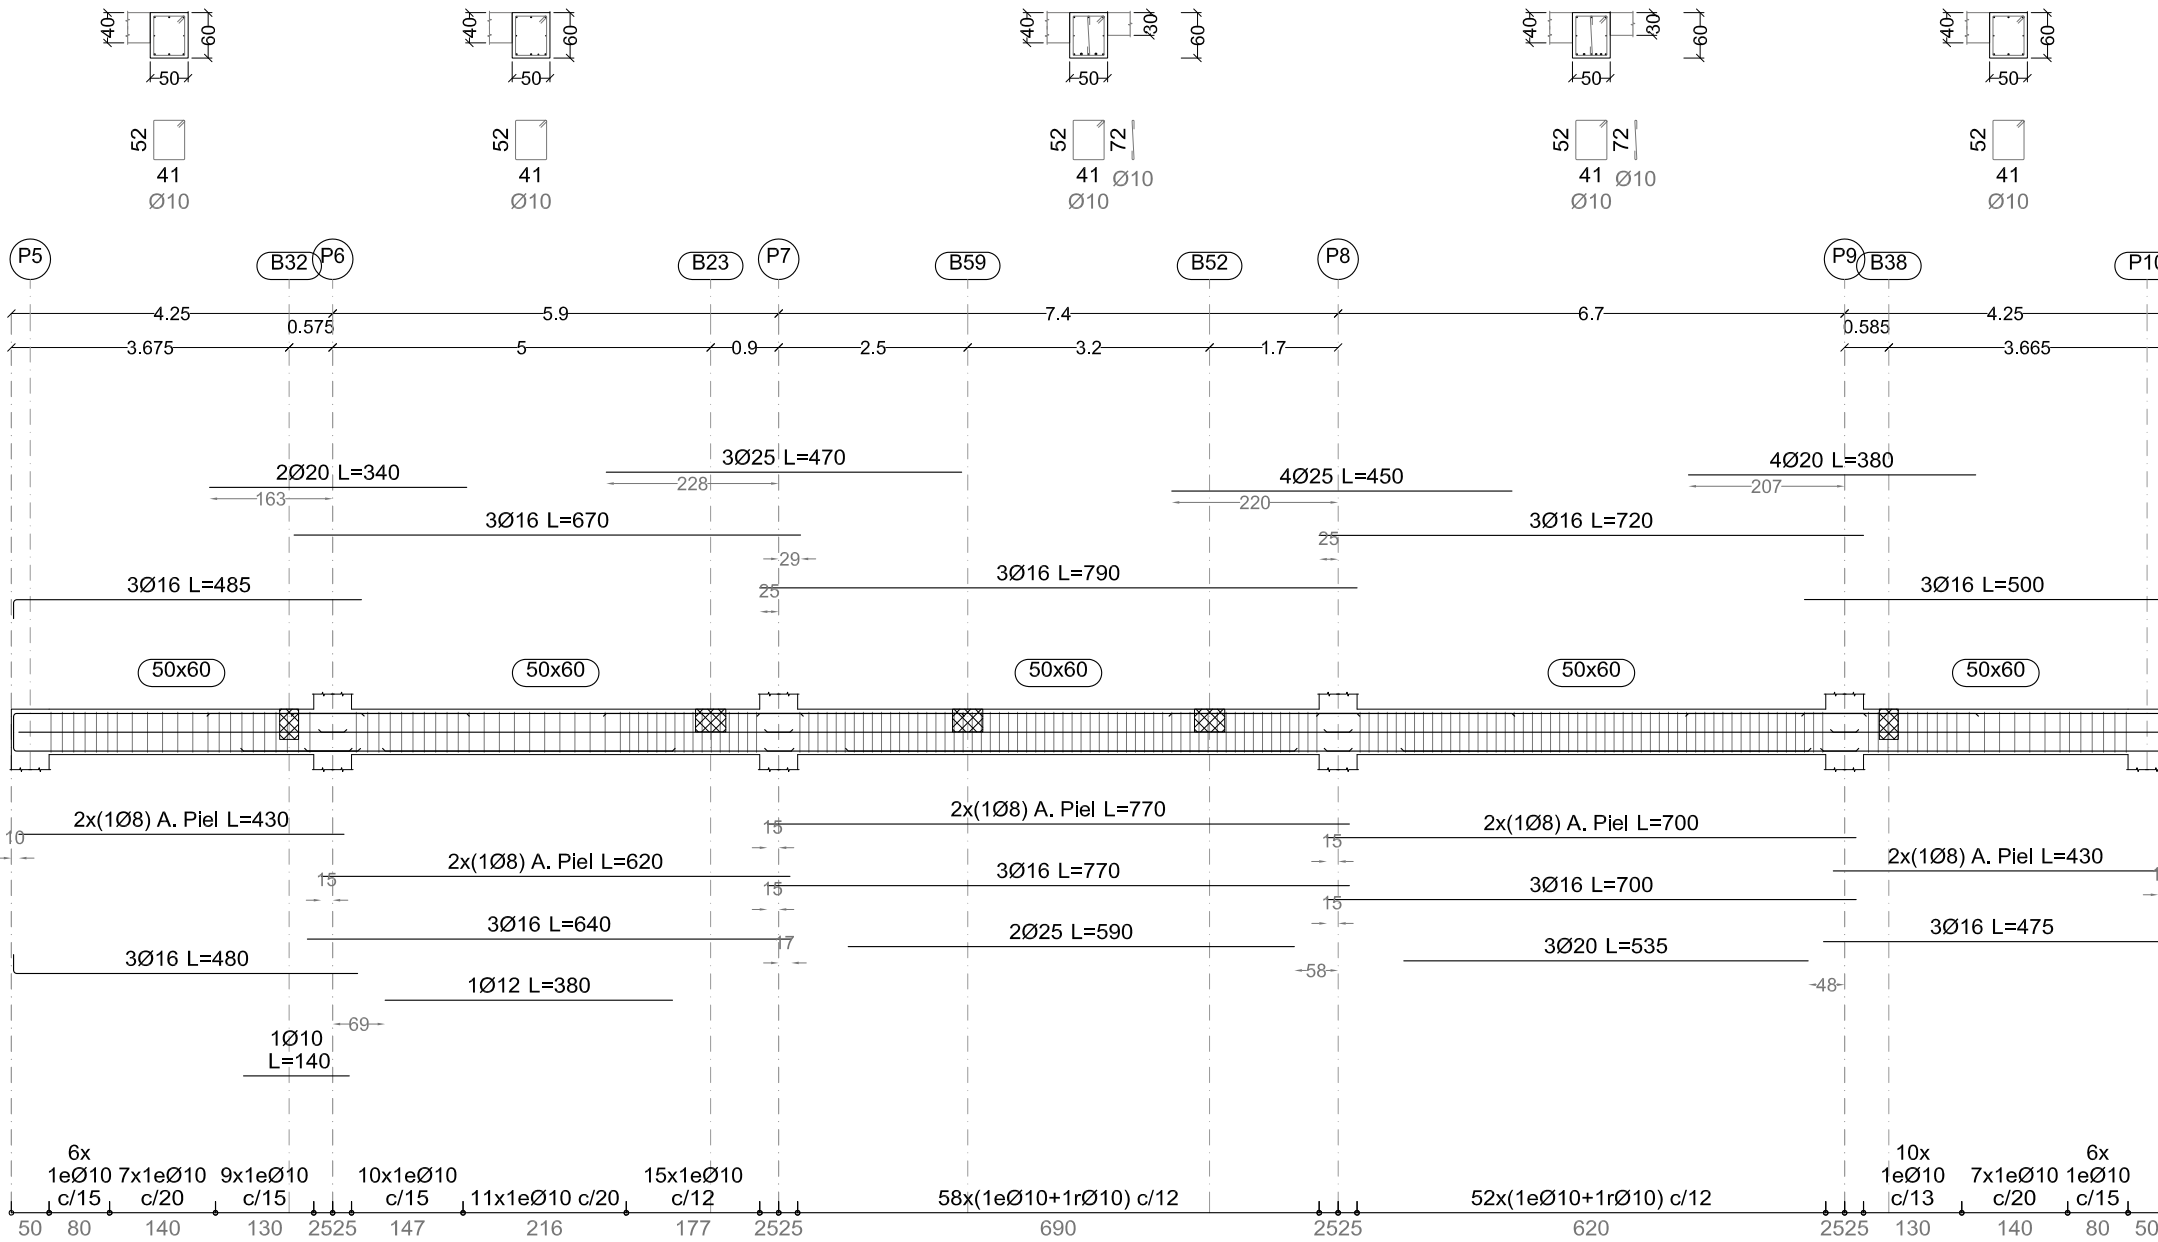 40 60 40 60 40 30 60 40 30 60 40 60
50 50 50 50 50
52 52 52 72 52 72 52
41 41 41 Ø10 41 Ø10 41
Ø10 Ø10 Ø10 Ø10 Ø10
P5 B32 P6 B23 P7 B59 B52 P8 P9 B38 P10
4.25 5.9 7.4 6.7 4.25
0.575 0.585
3.675 5 0.9 2.5 3.2 1.7 3.665
3Ø25 L=470
4Ø20 L=380
2Ø20 L=340
4Ø25 L=450
228
207
163
220
3Ø16 L=670
3Ø16 L=720
25
29
3Ø16 L=790
25
3Ø16 L=485
3Ø16 L=500
50x60 50x60 50x60 50x60 50x60
2x(1Ø8) A. Piel L=770
2x(1Ø8) A. Piel L=430
2x(1Ø8) A. Piel L=700
10
15
15
2x(1Ø8) A. Piel L=620
2x(1Ø8) A. Piel L=430
15
3Ø16 L=770
3Ø16 L=700
15
15
3Ø16 L=640
2Ø25 L=590
3Ø16 L=475
17
3Ø20 L=535
3Ø16 L=480
58
48
1Ø12 L=380
69
1Ø10
L=140
6x 10x 6x
1eØ10 7x1eØ10 9x1eØ10 10x1eØ10 15x1eØ10 1eØ10 7x1eØ10 1eØ10
c/15 c/20 c/15 c/15 11x1eØ10 c/20 c/12 58x(1eØ10+1rØ10) c/12 52x(1eØ10+1rØ10) c/12 c/13 c/20 c/15
50 80 140 130 25 25 147 216 177 25 25 690 25 25 620 25 25 130 140 80 50